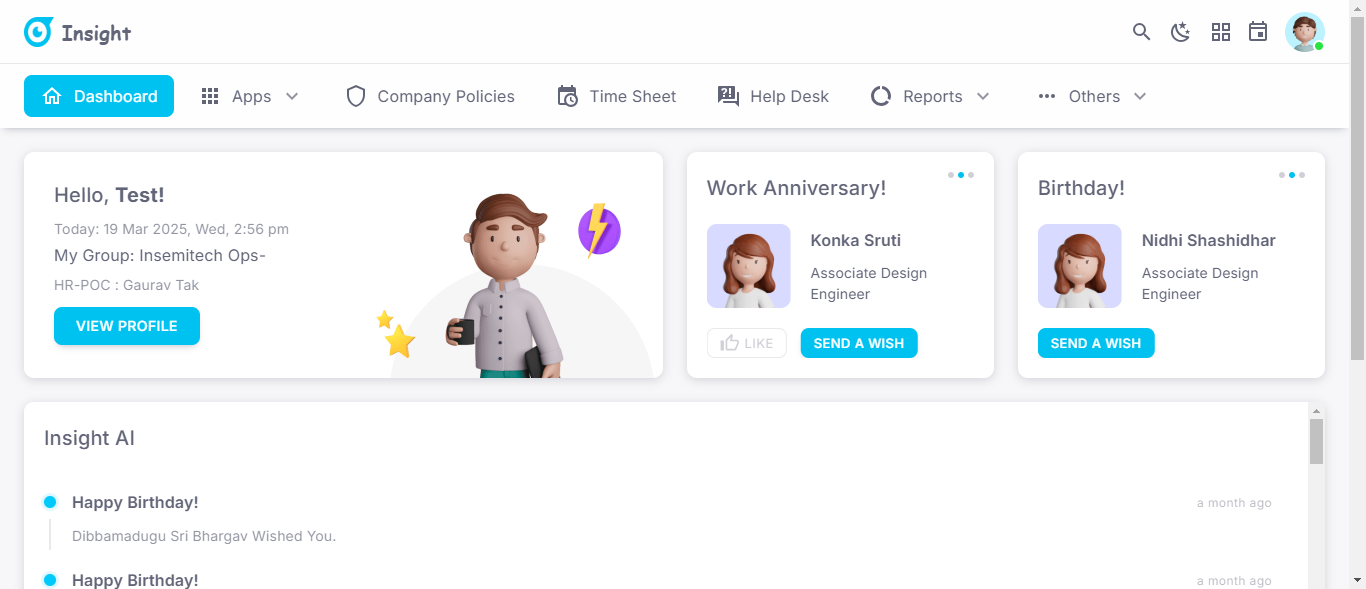 Insight
Dashboard
Apps
Company Policies
Time Sheet
Help Desk
Reports
Others
Hello, Test!
Today: 19 Mar 2025, Wed, 2:56 pm
My Group: Insemitech Ops-
HR-POC : Gaurav Tak
VIEW PROFILE
Work Anniversary!
Konka Sruti
Associate Design
Engineer
LIKE
SEND A WISH
Birthday!
Nidhi Shashidhar
Associate Design
Engineer
SEND A WISH
Insight AI
Happy Birthday!
a month ago
Dibbamadugu Sri Bhargav Wished You.
Happy Birthday!
a month ago